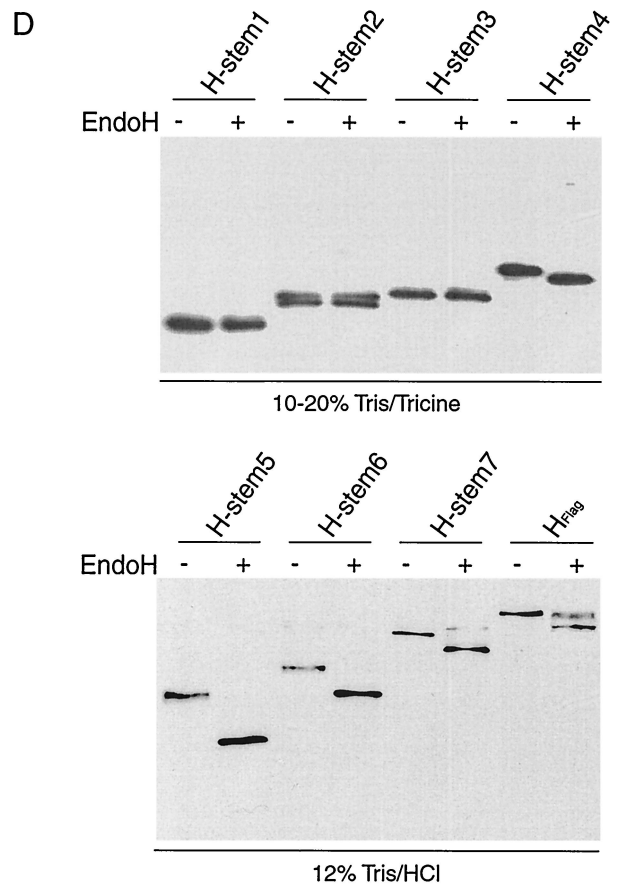 D
H-stem1 H-stem2 H-stem3 H-stem4
EndoH - + - + - + - +
10-20% Tris/Tricine
H-stem5 H-stem6 H-stem7 HFlag
EndoH - + - + - + - +
12% Tris/HCl